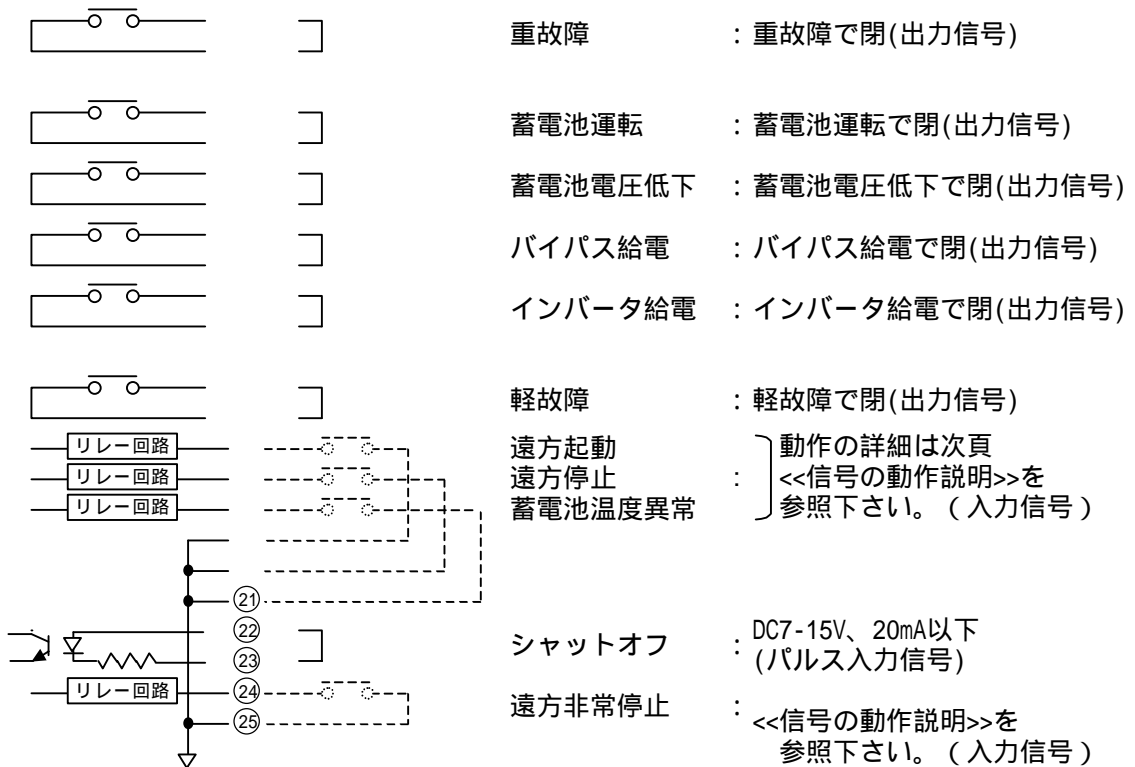 重故障 : 重故障で閉(出力信号)
蓄電池運転 : 蓄電池運転で閉(出力信号)
蓄電池電圧低下 : 蓄電池電圧低下で閉(出力信号)
バイパス給電 : バイパス給電で閉(出力信号)
インバータ給電 : インバータ給電で閉(出力信号)
軽故障 : 軽故障で閉(出力信号)
リレー回路 遠方起動 動作の詳細は次頁
リレー回路 遠方停止 : <<信号の動作説明>>を
リレー回路 蓄電池温度異常 参照下さい。(入力信号)
21
22
シャットオフ : DC7-15V、20mA以下
(パルス入力信号)
23
リレー回路 24
遠方非常停止 :
25 <<信号の動作説明>>を
参照下さい。(入力信号)